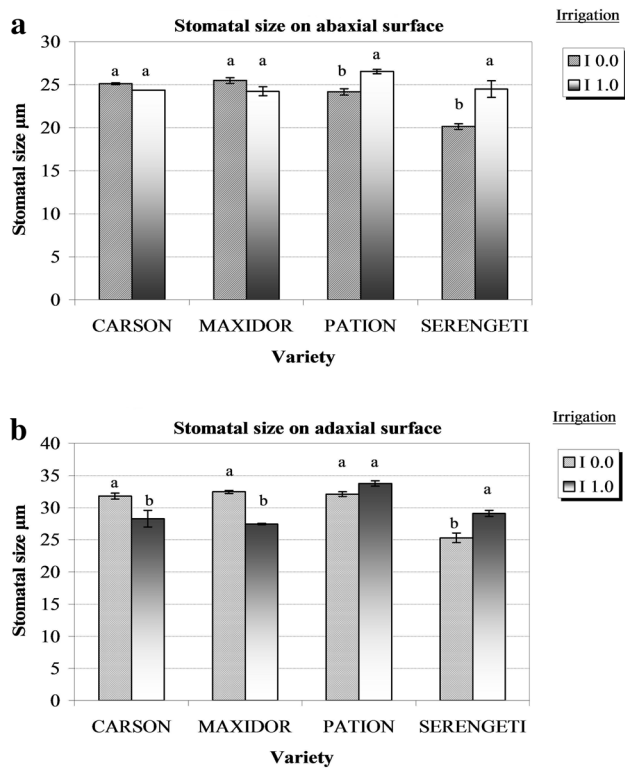 a
Stomatal size on abaxial surface
Irrigation
I 0.0
I 1.0
Stomatal size µm
30
25
20
15
10
5
0
a a a a b a b a
CARSON MAXIDOR PATION SERENGETI
Variety
b
Stomatal size on adaxial surface
Irrigation
I 0.0
I 1.0
Stomatal size µm
40
35
30
25
20
15
10
5
0
a b a b a a b a
CARSON MAXIDOR PATION SERENGETI
Variety